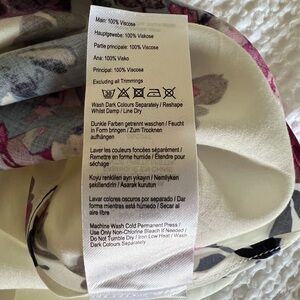 Main: 100% Viscose
Hauptgewebe: 100% Viskose
Partie principale: 100% Viscose
Ana: 100% Visko
Principal: 100% Viscosa
Excluding all Trimmings
Wash Dark Colours Separately / Reshape
Whilst Damp / Line Dry
Dunkle Farben getrennt waschen / Feucht
in Form bringen / Zum Trocknen
aufhängen
Laver les couleurs foncées séparément /
Remettre en forme humide / Étendre pour
séchage
Koyu renklileri ayrı yıkayın / Nemliyken
şekillendirin / Asarak kurutun
Lavar colores oscuros por separado / Dar
forma mientras está húmedo / Secar al
aire libre
Machine Wash Cold Permanent Press /
Use Only Non-Chlorine Bleach If Needed /
Do Not Tumble Dry / Iron Low Heat / Wash
Dark Colours Separately